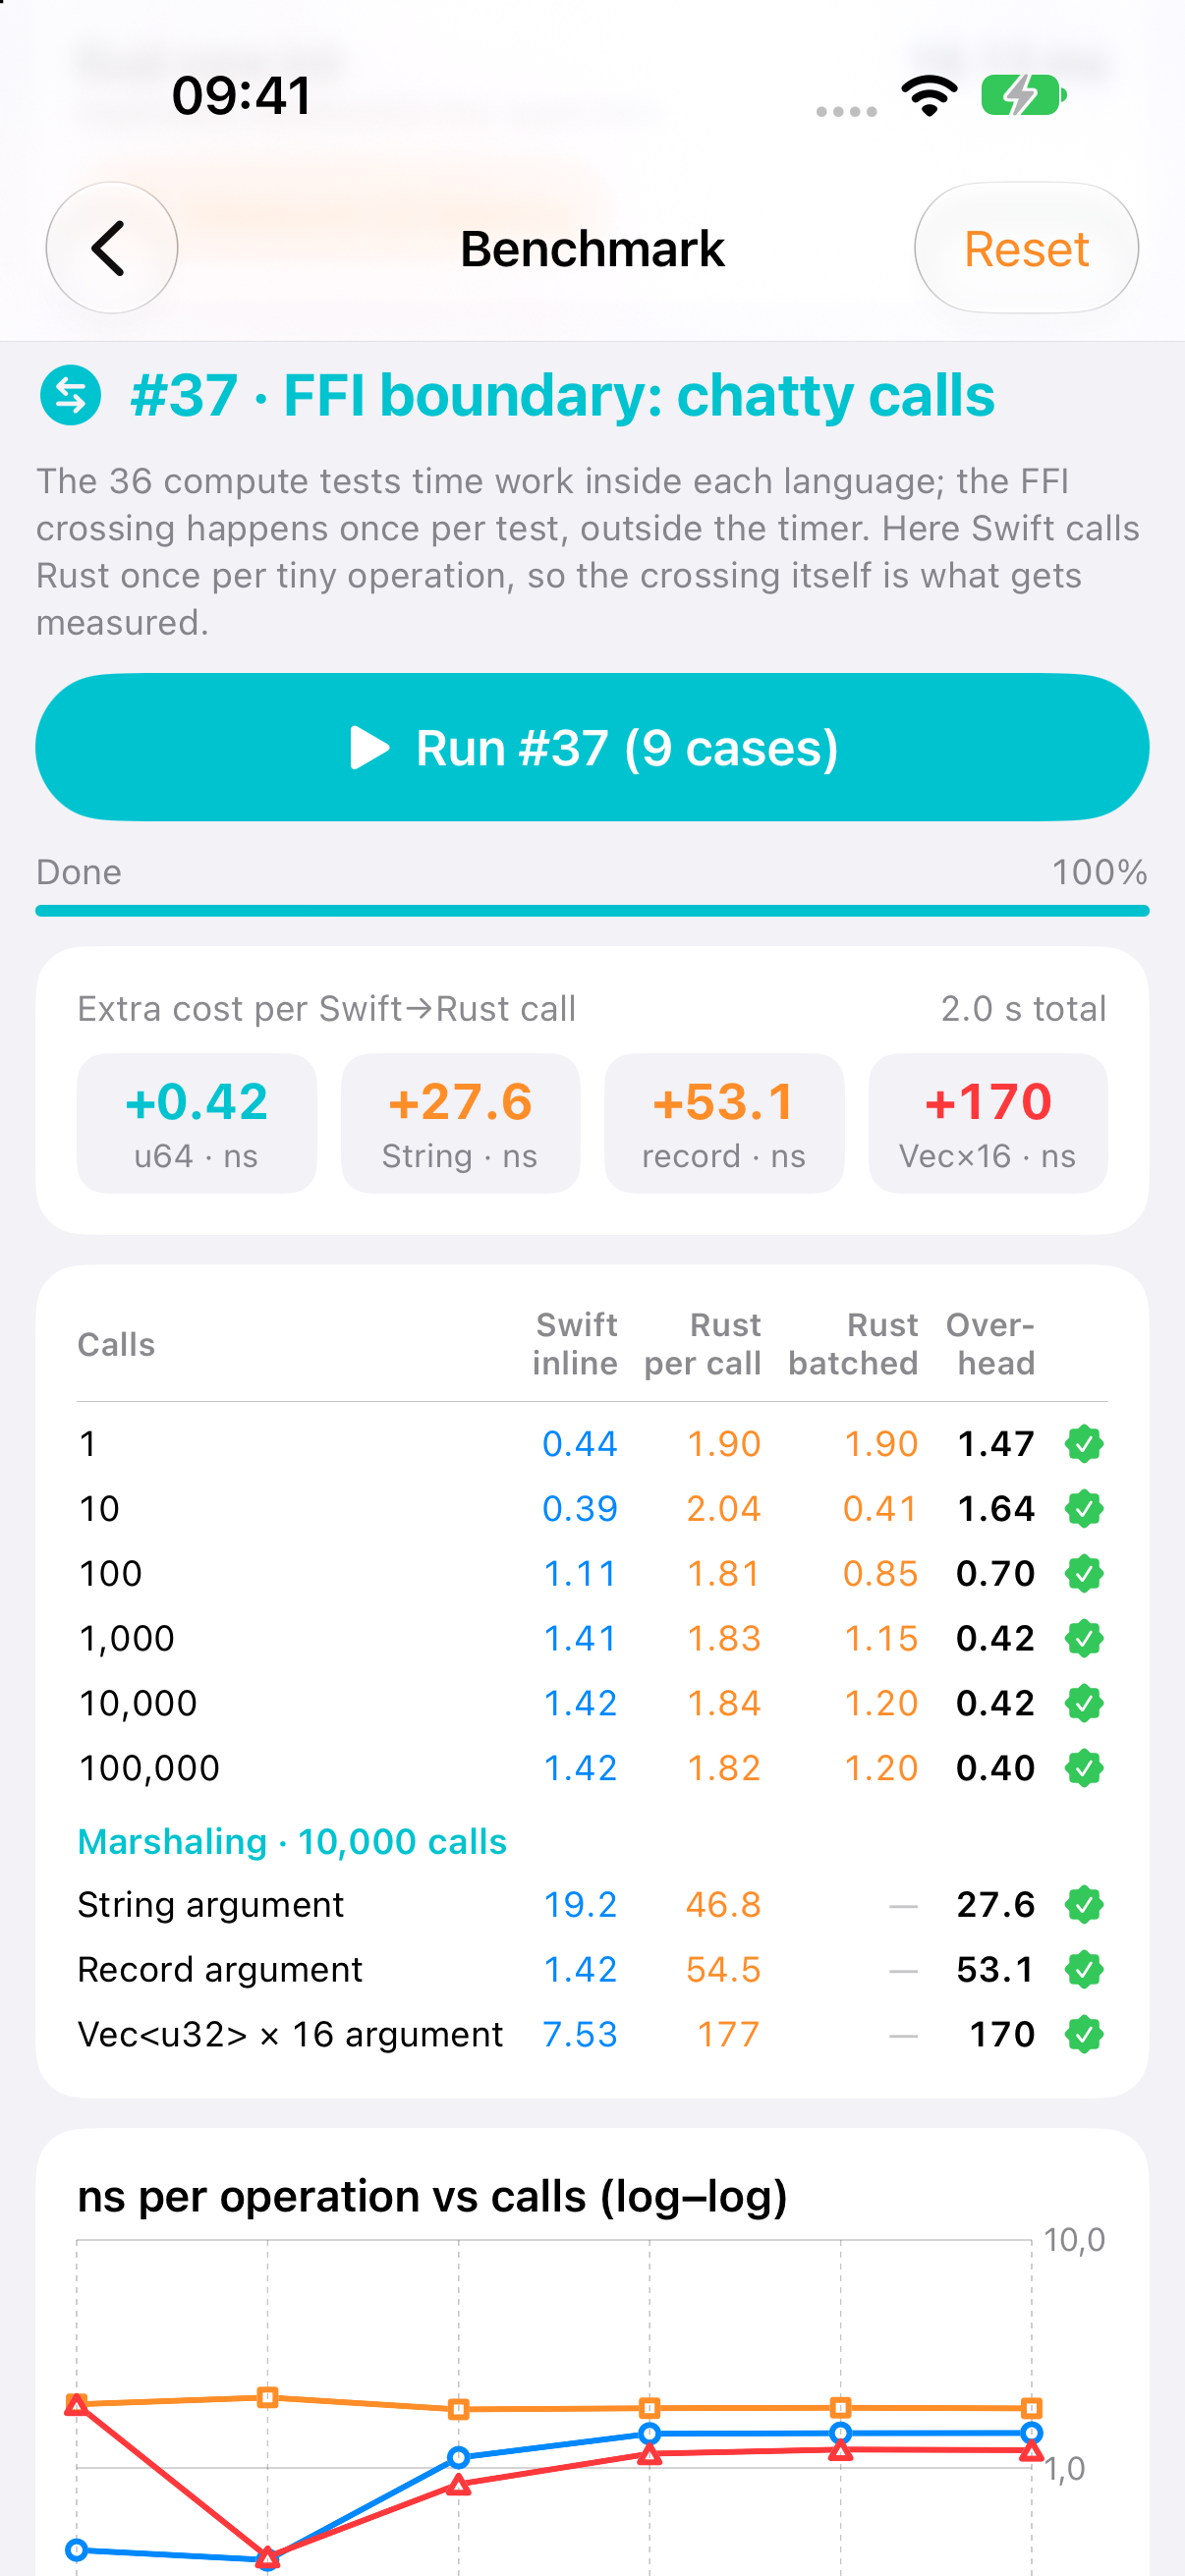 09:41
Benchmark
Reset
#37 · FFI boundary: chatty calls
The 36 compute tests time work inside each language; the FFI
crossing happens once per test, outside the timer. Here Swift calls
Rust once per tiny operation, so the crossing itself is what gets
measured.
Run #37 (9 cases)
Done 100%
Extra cost per Swift→Rust call 2.0 s total
+0.42 +27.6 +53.1 +170
u64 · ns String · ns record · ns Vec×16 · ns
Swift Rust Rust Over-
Calls
inline per call batched head
1 0.44 1.90 1.90 1.47
10 0.39 2.04 0.41 1.64
100 1.11 1.81 0.85 0.70
1,000 1.41 1.83 1.15 0.42
10,000 1.42 1.84 1.20 0.42
100,000 1.42 1.82 1.20 0.40
Marshaling · 10,000 calls
String argument 19.2 46.8 — 27.6
Record argument 1.42 54.5 — 53.1
Vec<u32> × 16 argument 7.53 177 — 170
ns per operation vs calls (log–log)
10,0
1,0